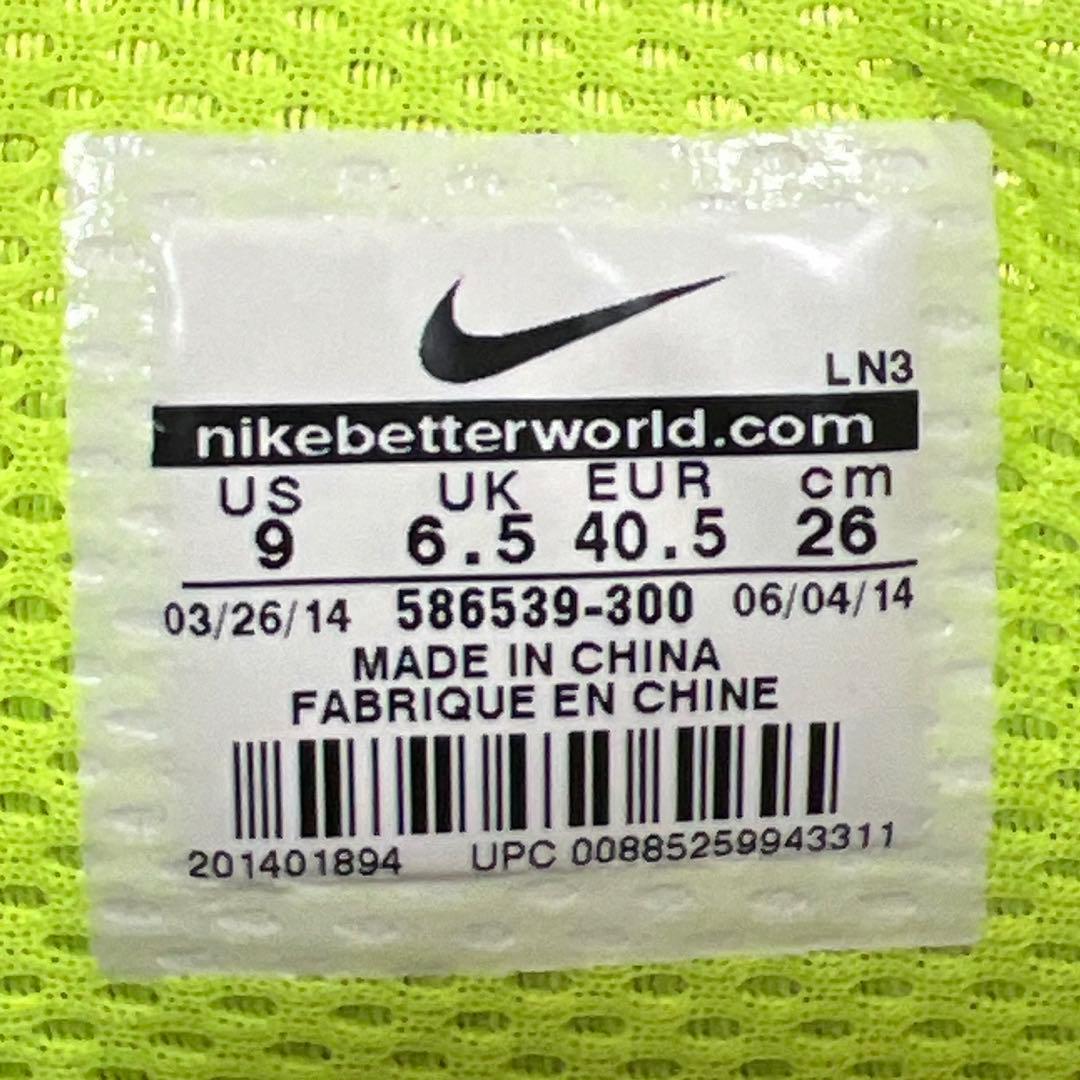 LN3
nikebetterworld.com
US UK EUR cm
9 6.5 40.5 26
03/26/14 586539-300 06/04/14
MADE IN CHINA
FABRIQUE EN CHINE
201401894 UPC 00885259943311